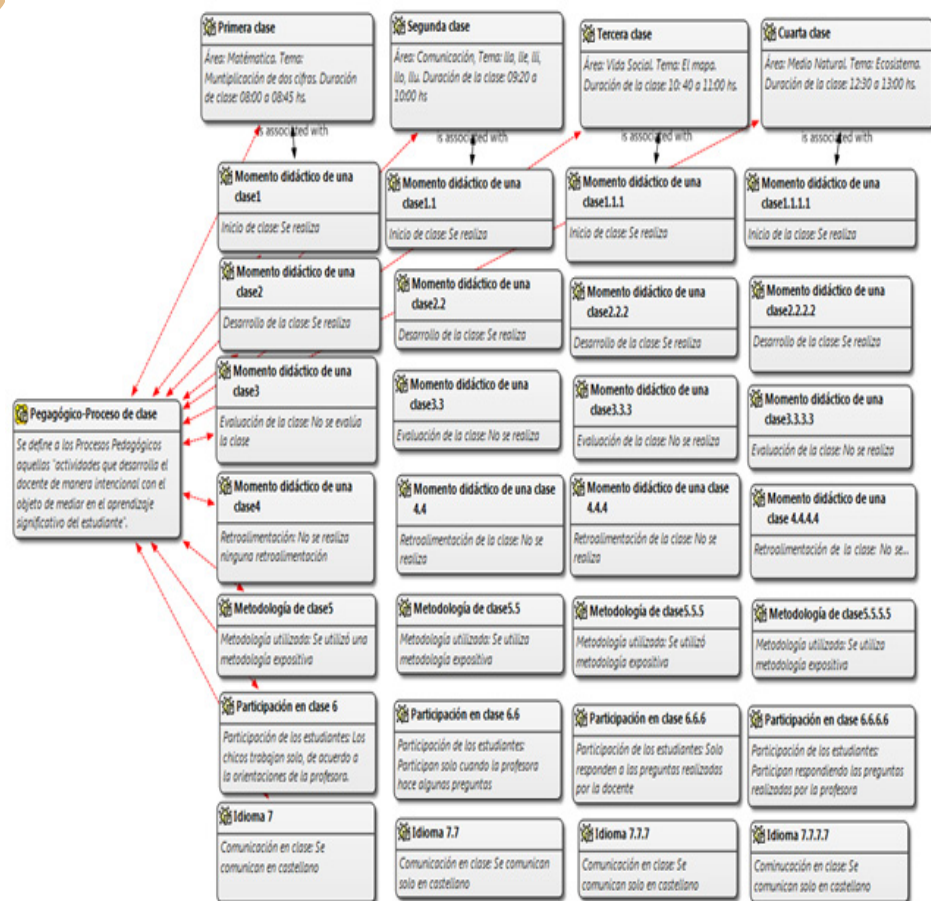 Primera clase
Área: Matématica. Tema:
Muntiplicación de dos cifras. Duración
de clase: 08:00 a 08:45 hs.
Segunda clase
Área: Comunicación, Tema: lla, lle, lli,
llo, llu. Duración de la clase: 09:20 a
10:00 hs
Tercera clase
Área: Vida Social. Tema: El mapa.
Duración de la clase: 10: 40 a 11:00 hs.
Cuarta clase
Área: Medio Natural. Tema: Ecosistema.
Duración de la clase: 12:30 a 13:00 hs.
is associated with
is associated with
is associated with
is associated with
Momento didáctico de una
clase1
Inicio de clase: Se realiza
Momento didáctico de una
clase1.1
Inicio de clase: Se realiza
Momento didáctico de una
clase1.1.1
Inicio de clase: Se realiza
Momento didáctico de una
clase1.1.1.1
Inicio de la clase: Se realiza
Momento didáctico de una
clase2
Desarrollo de la clase: Se realiza
Momento didáctico de una
clase2.2
Desarrollo de la clase: Se realiza
Momento didáctico de una
clase2.2.2
Desarrollo de la clase: Se realiza
Momento didáctico de una
clase2.2.2.2
Desarrollo de la clase: Se realiza
Momento didáctico de una
clase3
Evaluación de la clase: No se evalúa
la clase
Momento didáctico de una
clase3.3
Evaluación de la clase: No se realiza
Momento didáctico de una
clase3.3.3
Evaluación de la clase: No se realiza
Momento didáctico de una
clase3.3.3.3
Evaluación de la clase: No se realiza
Pegagógico-Proceso de clase
Se define a los Procesos Pedagógicos
aquellas "actividades que desarrolla el
docente de manera intencional con el
objeto de mediar en el aprendizaje
significativo del estudiante".
Momento didáctico de una
clase4
Retroalimentación: No se realiza
ninguna retroalimentación
Momento didáctico de una clase
4.4
Retroalimentación de la clase: No se
realiza
Momento didáctico de una clase
4.4.4
Retroalimentación de la clase: No se
realiza
Momento didáctico de una
clase 4.4.4.4
Retroalimentación de la clase: No se...
Metodología de clase5
Metodología utilizada: Se utilizó una
metodología expositiva
Metodología de clase5.5
Metodología utilizada: Se utiliza
metodología expositiva
Metodología de clase5.5.5
Metodología utilizada: Se utilizó
metodología expositiva
Metodología de clase5.5.5.5
Metodología utilizada: Se utiliza
metodología expositiva
Participación en clase 6
Participación de los estudiantes: Los
chicos trabajan solo, de acuerdo a
la orientaciones de la profesora.
Participación en clase 6.6
Participación de los estudiantes:
Participan solo cuando la profesora
hace algunas preguntas
Participación en clase 6.6.6
Participación de los estudiantes: Solo
responden a las preguntas realizadas
por la docente
Participación en clase 6.6.6.6
Participación de los estudiantes:
Participan respondiendo las preguntas
realizadas por la profesora
Idioma 7
Comunicación en clase: Se
comunican en castellano
Idioma 7.7
Comunicación en clase: Se comunican
solo en castellano
Idioma 7.7.7
Comunicación en clase: Se
comunican solo en castellano
Idioma 7.7.7.7
Cominucación en clase: Se
comunican solo en castellano